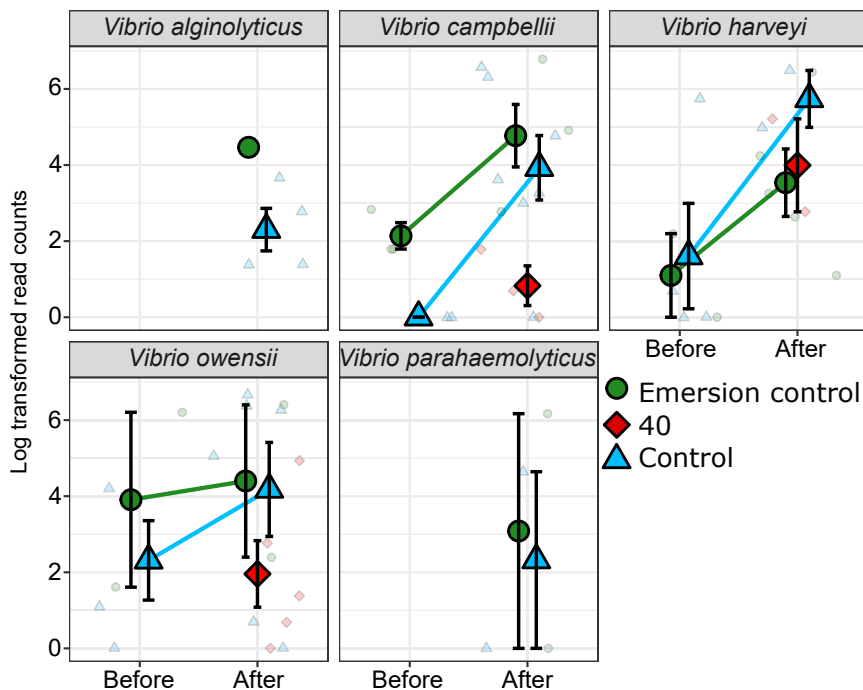 Vibrio alginolyticus
Vibrio campbellii
Vibrio harveyi
Log transformed read counts
6
4
2
0
Before
After
Vibrio owensii
Vibrio parahaemolyticus
Emersion control
40
Control
6
4
2
0
Before
After
Before
After